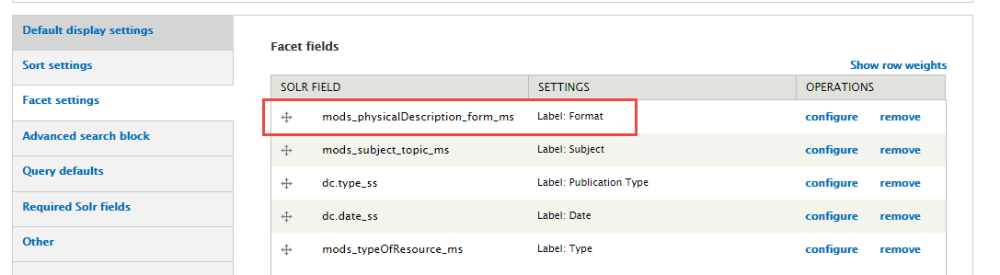 Default display settings
Sort settings
Facet settings
Advanced search block
Query defaults
Required Solr fields
Other
Facet fields
Show row weights
SOLR FIELD SETTINGS OPERATIONS
mods_physicalDescription_form_ms Label: Format configure remove
mods_subject_topic_ms Label: Subject configure remove
dc.type_ss Label: Publication Type configure remove
dc.date_ss Label: Date configure remove
mods_typeOfResource_ms Label: Type configure remove